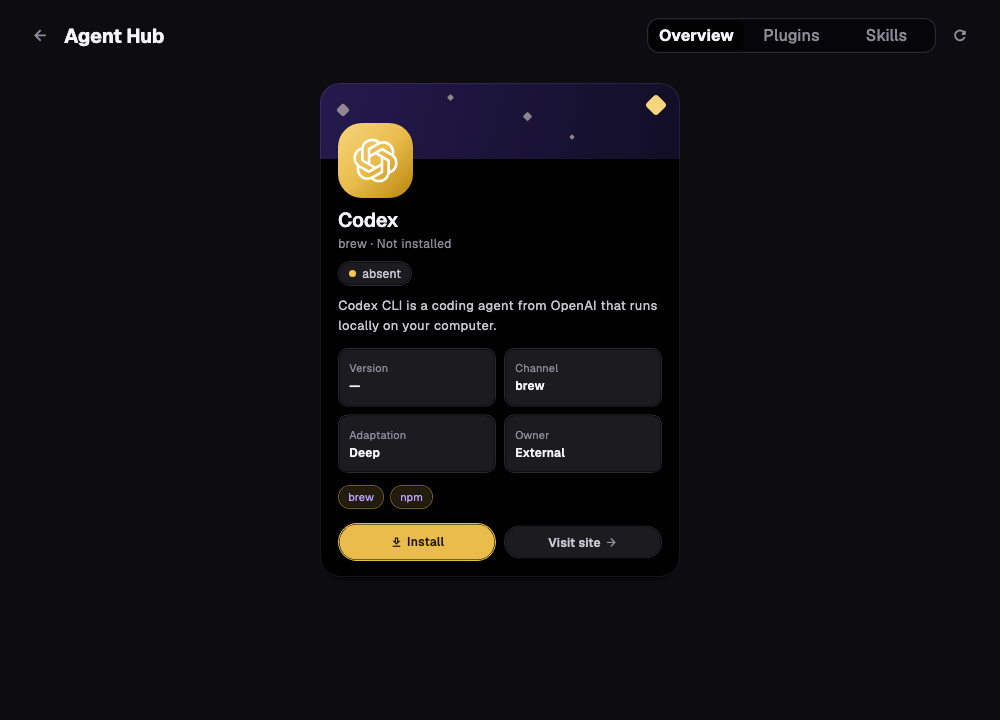 Agent Hub
Overview
Plugins
Skills
Codex
brew · Not installed
absent
Codex CLI is a coding agent from OpenAI that runs
locally on your computer.
Version
—
Channel
brew
Adaptation
Deep
Owner
External
brew
npm
Install
Visit site →